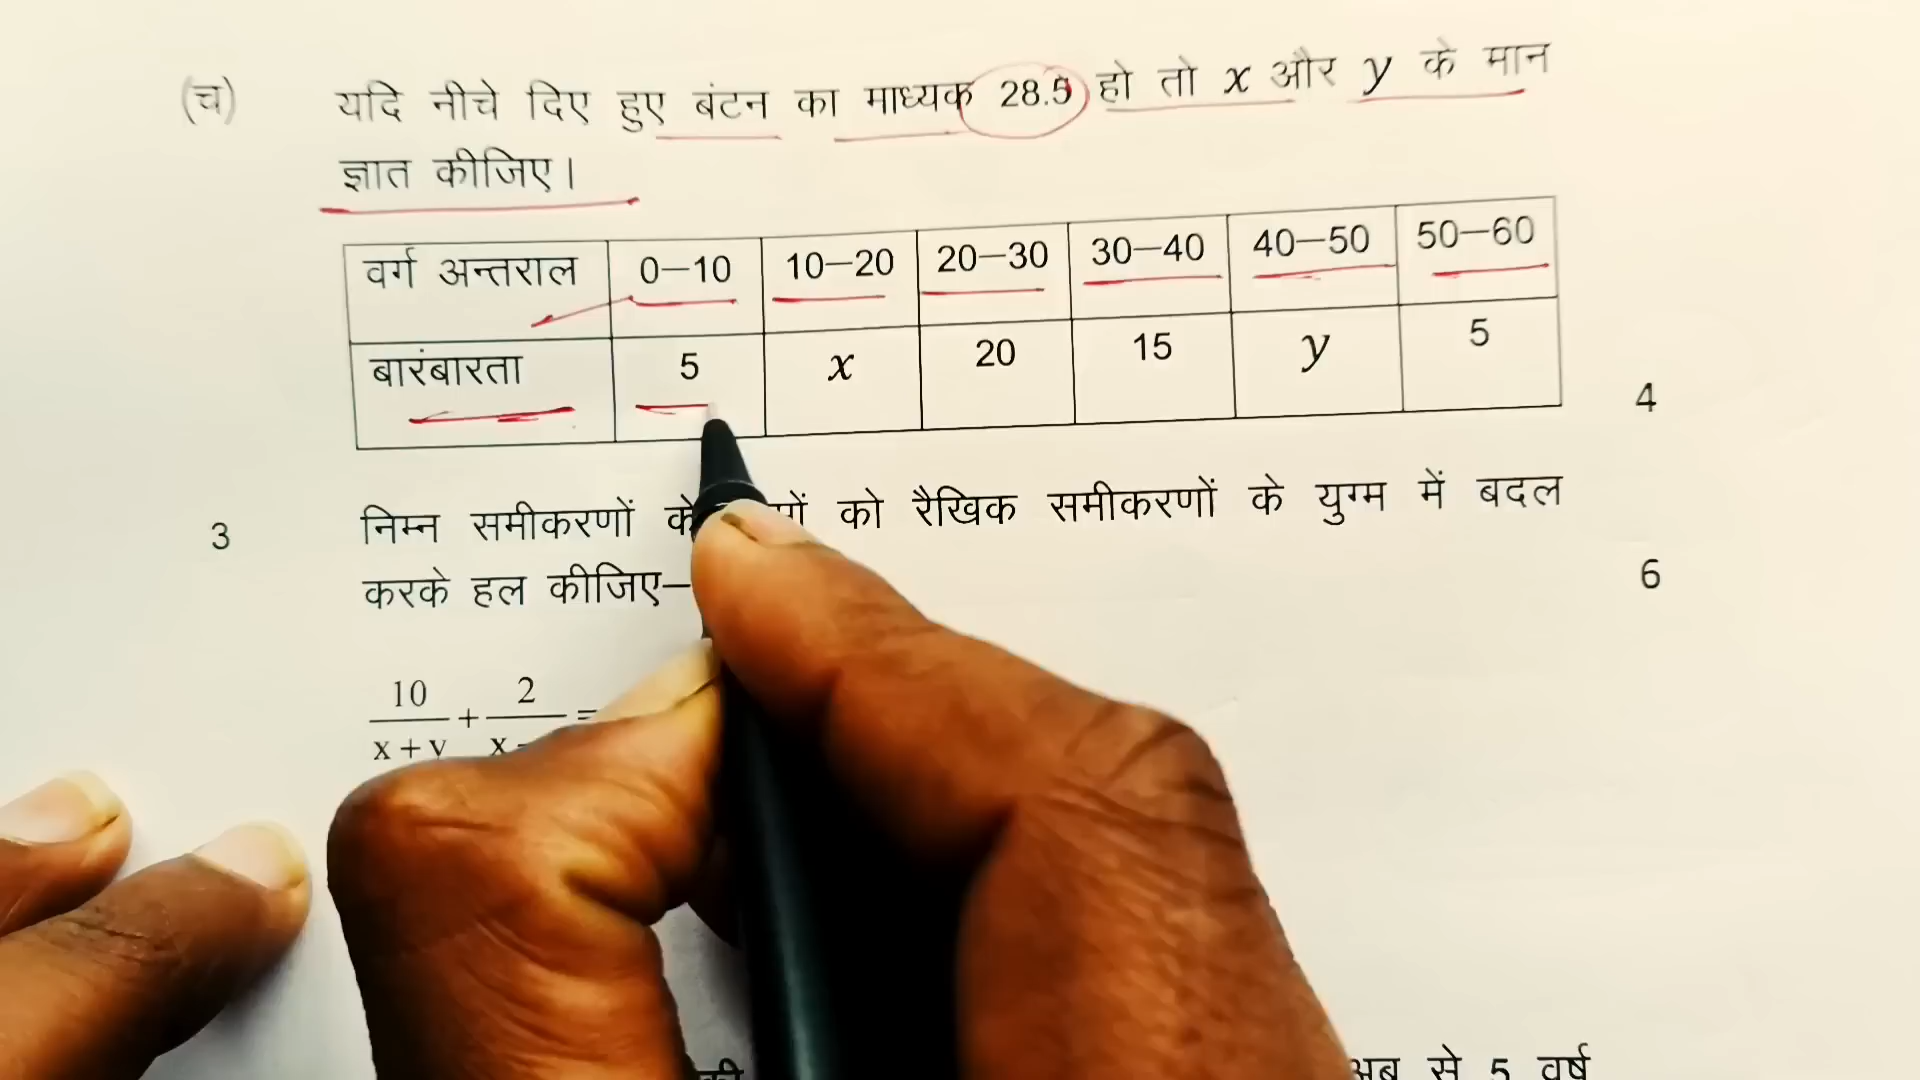 (च) यदि नीचे दिए हुए बंटन का माध्यक 28.5 हो तो x और y के मान
ज्ञात कीजिए।
वर्ग अन्तराल 0–10 10–20 20–30 30–40 40–50 50–60
बारंबारता 5 x 20 15 y 5
4
3 निम्न समीकरणों के को रैखिक समीकरणों के युग्म में बदल
करके हल कीजिए–
6
10 2
+ =
x + y x
अब से 5 वर्ष